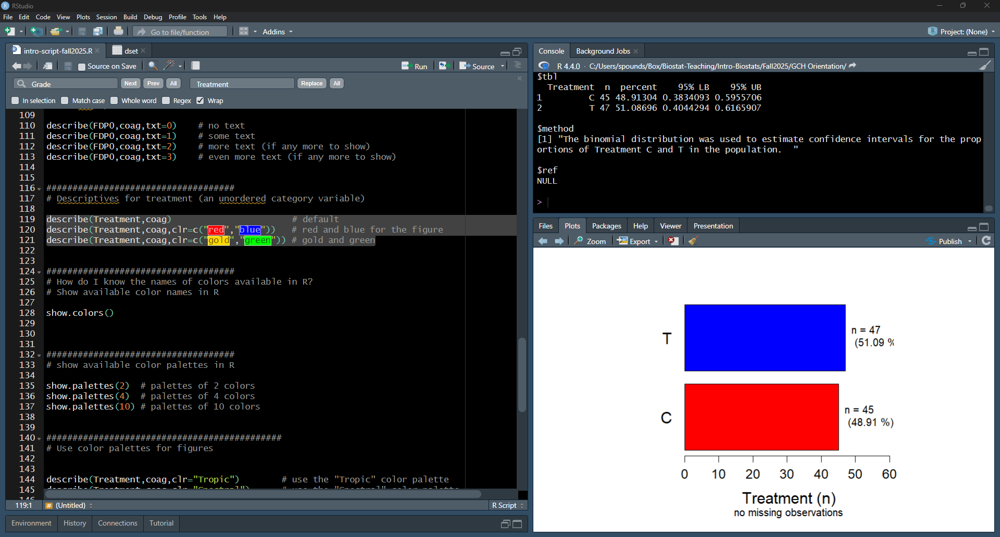 RStudio
File Edit Code View Plots Session Build Debug Profile Tools Help
Go to file/function Addins Project: (None)
intro-script-fall2025.R dset
Source on Save Run Source
Grade Next Prev All Treatment Replace All
In selection Match case Whole word Regex Wrap
109
110 describe(FDP0,coag,txt=0) # no text
111 describe(FDP0,coag,txt=1) # some text
112 describe(FDP0,coag,txt=2) # more text (if any more to show)
113 describe(FDP0,coag,txt=3) # even more text (if any more to show)
114
115
116 ####################################
117 # Descriptives for treatment (an unordered category variable)
118
119 describe(Treatment,coag) # default
120 describe(Treatment,coag,clr=c("red","blue")) # red and blue for the figure
121 describe(Treatment,coag,clr=c("gold","green")) # gold and green
122
123
124 ####################################
125 # How do I know the names of colors available in R?
126 # Show available color names in R
127
128 show.colors()
129
130
131
132 ####################################
133 # show available color palettes in R
134
135 show.palettes(2) # palettes of 2 colors
136 show.palettes(4) # palettes of 4 colors
137 show.palettes(10) # palettes of 10 colors
138
139
140 #############################################
141 # Use color palettes for figures
142
143
144 describe(Treatment,coag,clr="Tropic") # use the "Tropic" color palette
145
119:1 (Untitled) R Script
Environment History Connections Tutorial
Console Background Jobs
R 4.4.0 · C:/Users/spounds/Box/Biostat-Teaching/Intro-Biostats/Fall2025/GCH Orientation/
$tbl
Treatment n percent 95% LB 95% UB
1 C 45 48.91304 0.3834093 0.5955706
2 T 47 51.08696 0.4044294 0.6165907
$method
[1] "The binomial distribution was used to estimate confidence intervals for the prop
ortions of Treatment C and T in the population. "
$ref
NULL
>
Files Plots Packages Help Viewer Presentation
Zoom Export Publish
T
n = 47
(51.09 %
C
n = 45
(48.91 %)
0 10 20 30 40 50 60
Treatment (n)
no missing observations